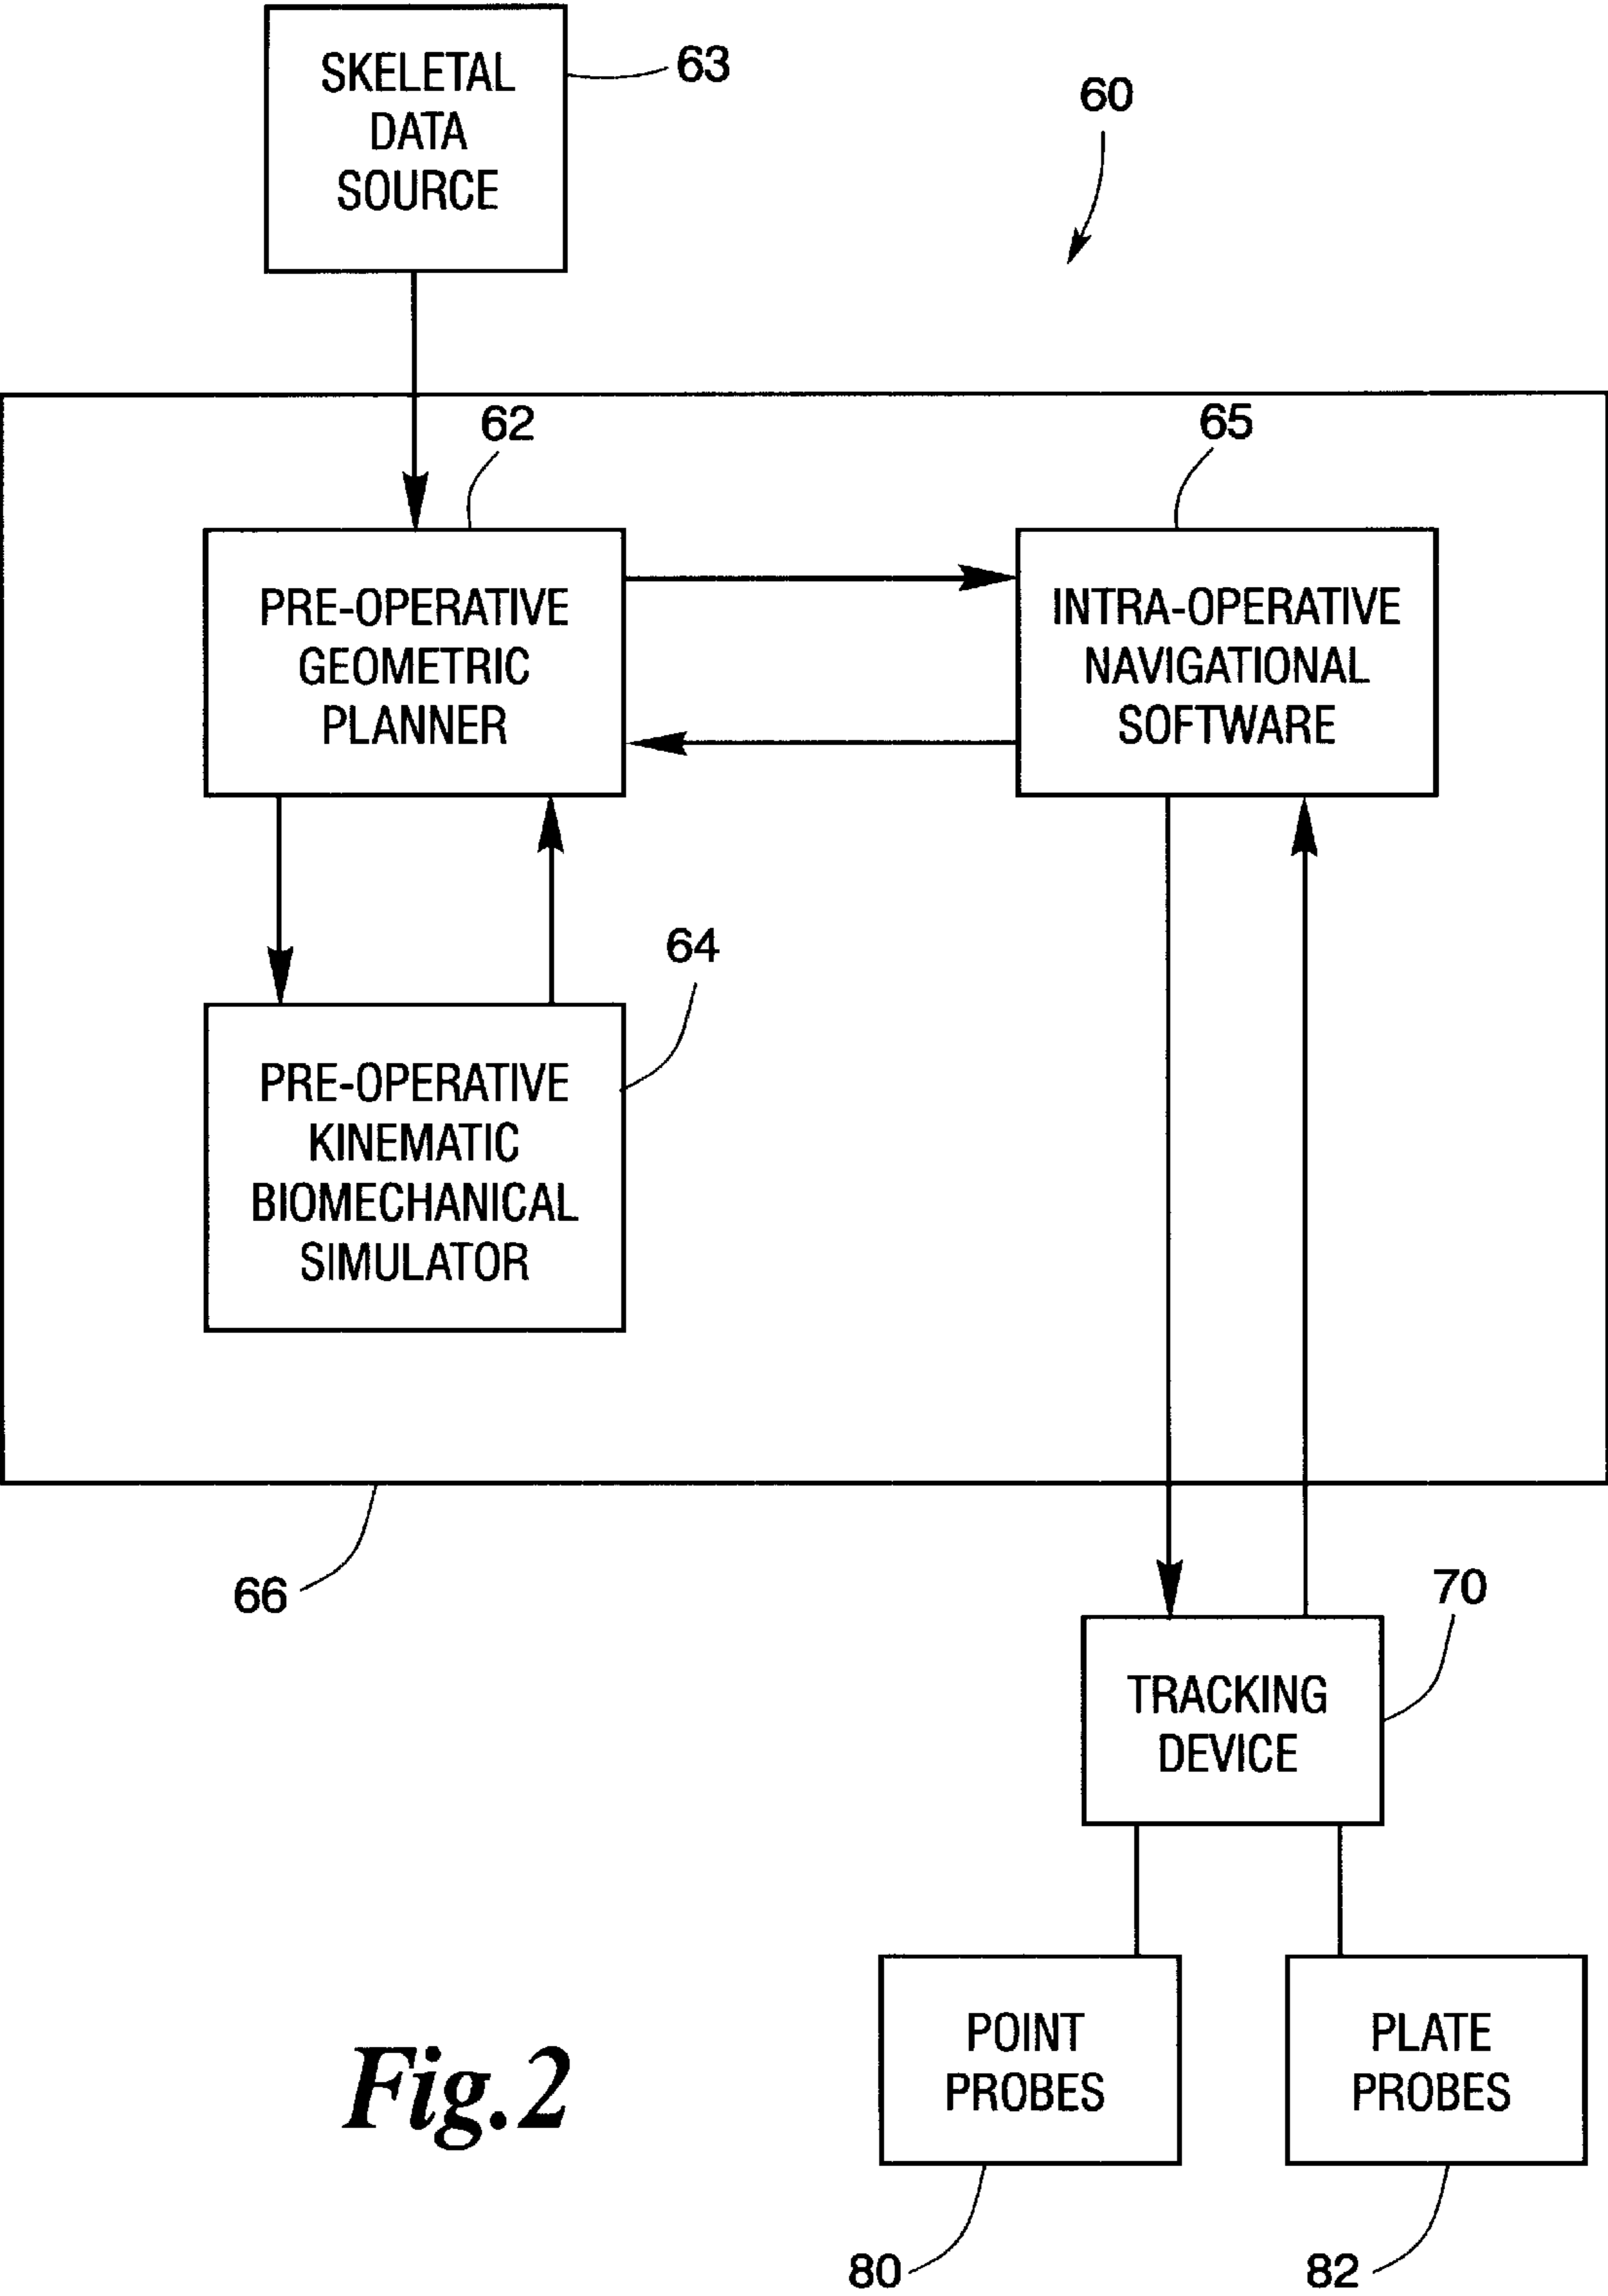 SKELETAL
DATA
SOURCE
63
60
62
65
PRE-OPERATIVE
GEOMETRIC
PLANNER
INTRA-OPERATIVE
NAVIGATIONAL
SOFTWARE
64
PRE-OPERATIVE
KINEMATIC
BIOMECHANICAL
SIMULATOR
66
70
TRACKING
DEVICE
POINT
PROBES
PLATE
PROBES
80
82
Fig.2